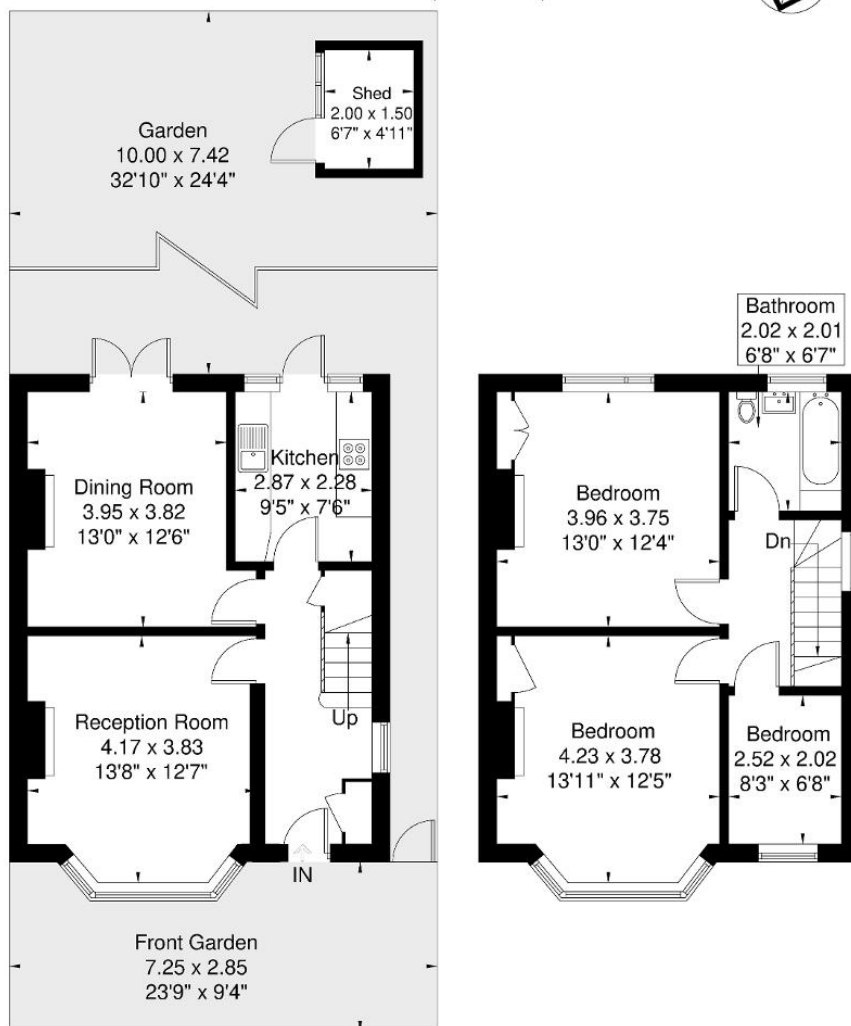 Shed
2.00 x 1.50
6'7" x 4'11"
Garden
10.00 x 7.42
32'10" x 24'4"
Bathroom
2.02 x 2.01
6'8" x 6'7"
Kitchen
2.87 x 2.28
9'5" x 7'6"
Dining Room
3.95 x 3.82
13'0" x 12'6"
Bedroom
3.96 x 3.75
13'0" x 12'4"
Dn
Reception Room
4.17 x 3.83
13'8" x 12'7"
Up
Bedroom
4.23 x 3.78
13'11" x 12'5"
Bedroom
2.52 x 2.02
8'3" x 6'8"
IN
Front Garden
7.25 x 2.85
23'9" x 9'4"